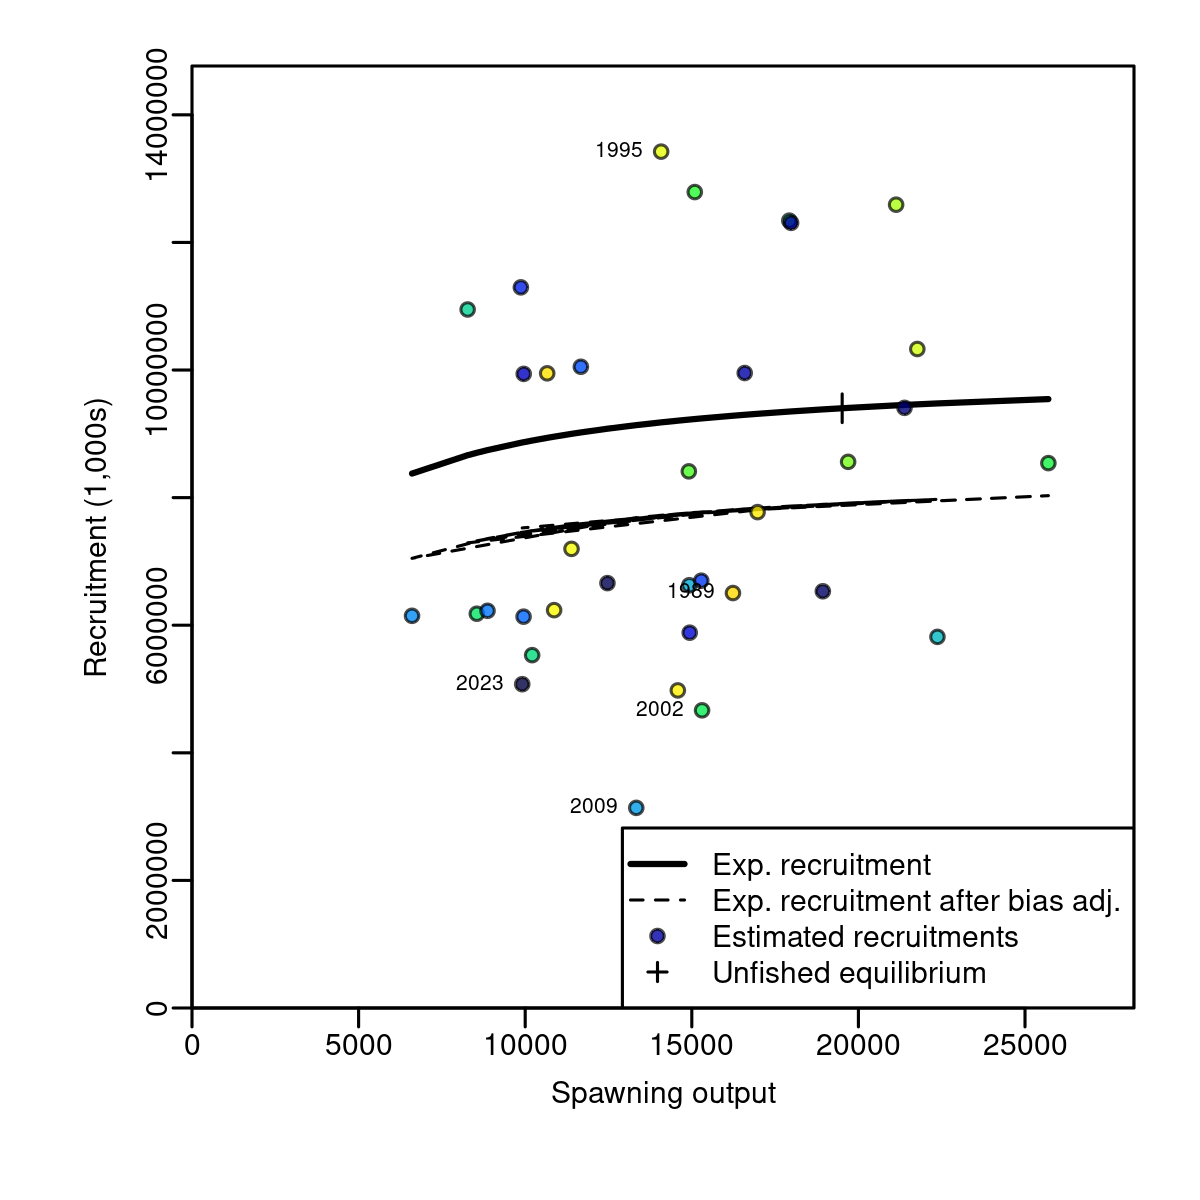 14000000
10000000
6000000
2000000
0
Recruitment (1,000s)
1995
1989
2023
2002
2009
Exp. recruitment
Exp. recruitment after bias adj.
Estimated recruitments
Unfished equilibrium
0 5000 10000 15000 20000 25000
Spawning output